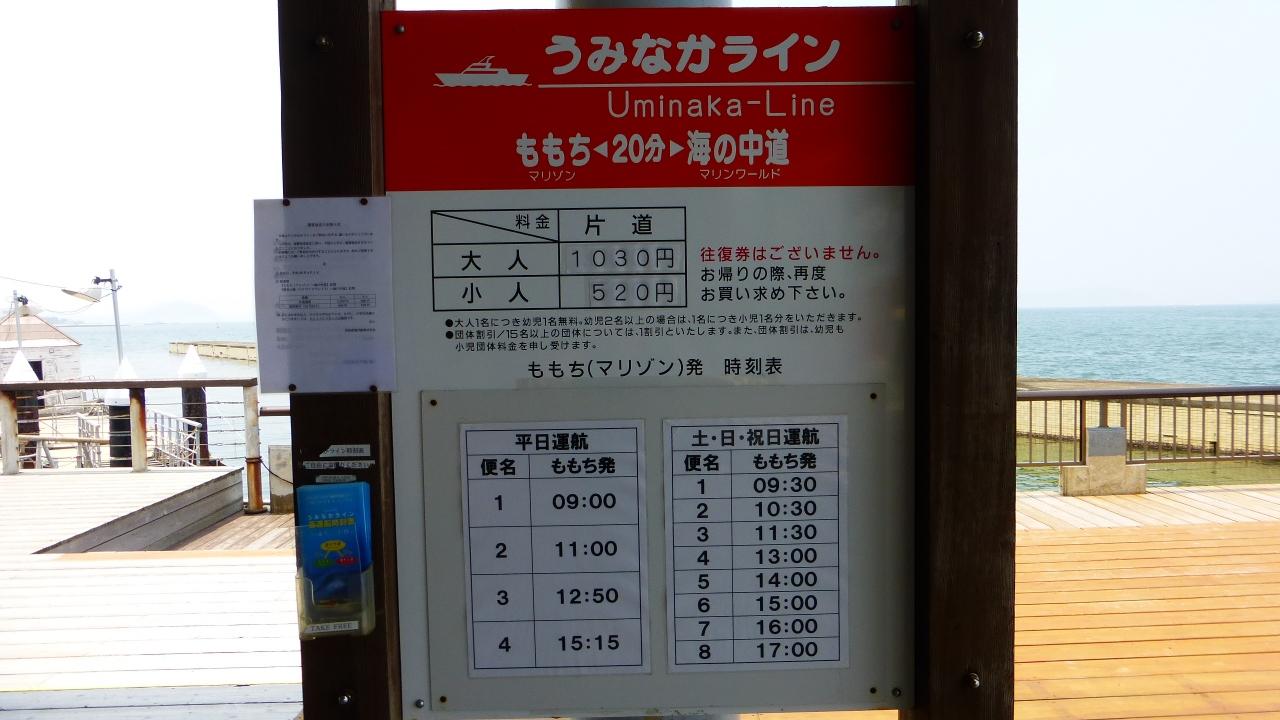 うみなかライン
Uminaka-Line
ももち◀20分▶海の中道
マリゾン マリンワールド
料金 片道
大人 1030円
小人 520円
往復券はございません。
お帰りの際、再度
お買い求め下さい。
●大人1名につき幼児1名無料。幼児2名以上の場合は、1名につき小児1名分をいただきます。
●団体割引/15名以上の団体については、1割引といたします。また、団体割引は、幼児も
小児団体料金を申し受けます。
ももち(マリゾン)発 時刻表
平日運航
便名 ももち発
1 09:00
2 11:00
3 12:50
4 15:15
土・日・祝日運航
便名 ももち発
1 09:30
2 10:30
3 11:30
4 13:00
5 14:00
6 15:00
7 16:00
8 17:00
うみなかライン
TAKE FREE